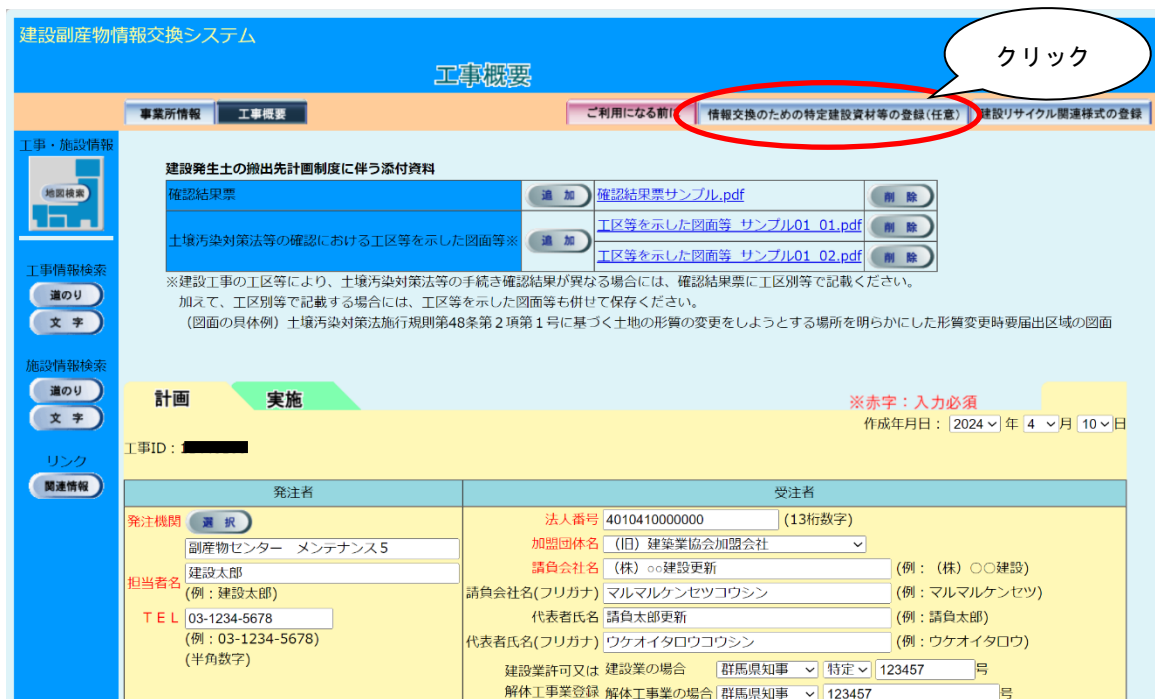 建設副産物情報交換システム
クリック
工事概要
事業所情報 工事概要 ご利用になる前に 情報交換のための特定建設資材等の登録(任意) 建設リサイクル関連様式の登録
工事・施設情報
地図検索
工事情報検索
道のり
文 字
施設情報検索
道のり
文 字
リンク
関連情報
建設発生土の搬出先計画制度に伴う添付資料
確認結果票 追 加 確認結果票サンプル.pdf 削 除
土壌汚染対策法等の確認における工区等を示した図面等※ 追 加 工区等を示した図面等_サンプル01_01.pdf 削 除
工区等を示した図面等_サンプル01_02.pdf 削 除
※建設工事の工区等により、土壌汚染対策法等の手続き確認結果が異なる場合には、確認結果票に工区別等で記載ください。
加えて、工区別等で記載する場合には、工区等を示した図面等も併せて保存ください。
（図面の具体例）土壌汚染対策法施行規則第48条第２項第１号に基づく土地の形質の変更をしようとする場所を明らかにした形質変更時要届出区域の図面
計画 実施
※赤字：入力必須
作成年月日： 2024 年 4 月 10 日
工事ID：
発注者 受注者
発注機関 選 択
副産物センター　メンテナンス５
担当者名 建設太郎
(例：建設太郎)
ＴＥＬ 03-1234-5678
(例：03-1234-5678)
(半角数字)
法人番号 4010410000000 (13桁数字)
加盟団体名 （旧）建築業協会加盟会社
請負会社名 （株）○○建設更新 (例：（株）〇〇建設)
請負会社名(フリガナ) マルマルケンセツコウシン (例：マルマルケンセツ)
代表者氏名 請負太郎更新 (例：請負太郎)
代表者氏名(フリガナ) ウケオイタロウコウシン (例：ウケオイタロウ)
建設業許可又は 建設業の場合 群馬県知事 特定 123457 号
解体工事業登録 解体工事業の場合 群馬県知事 123457 号